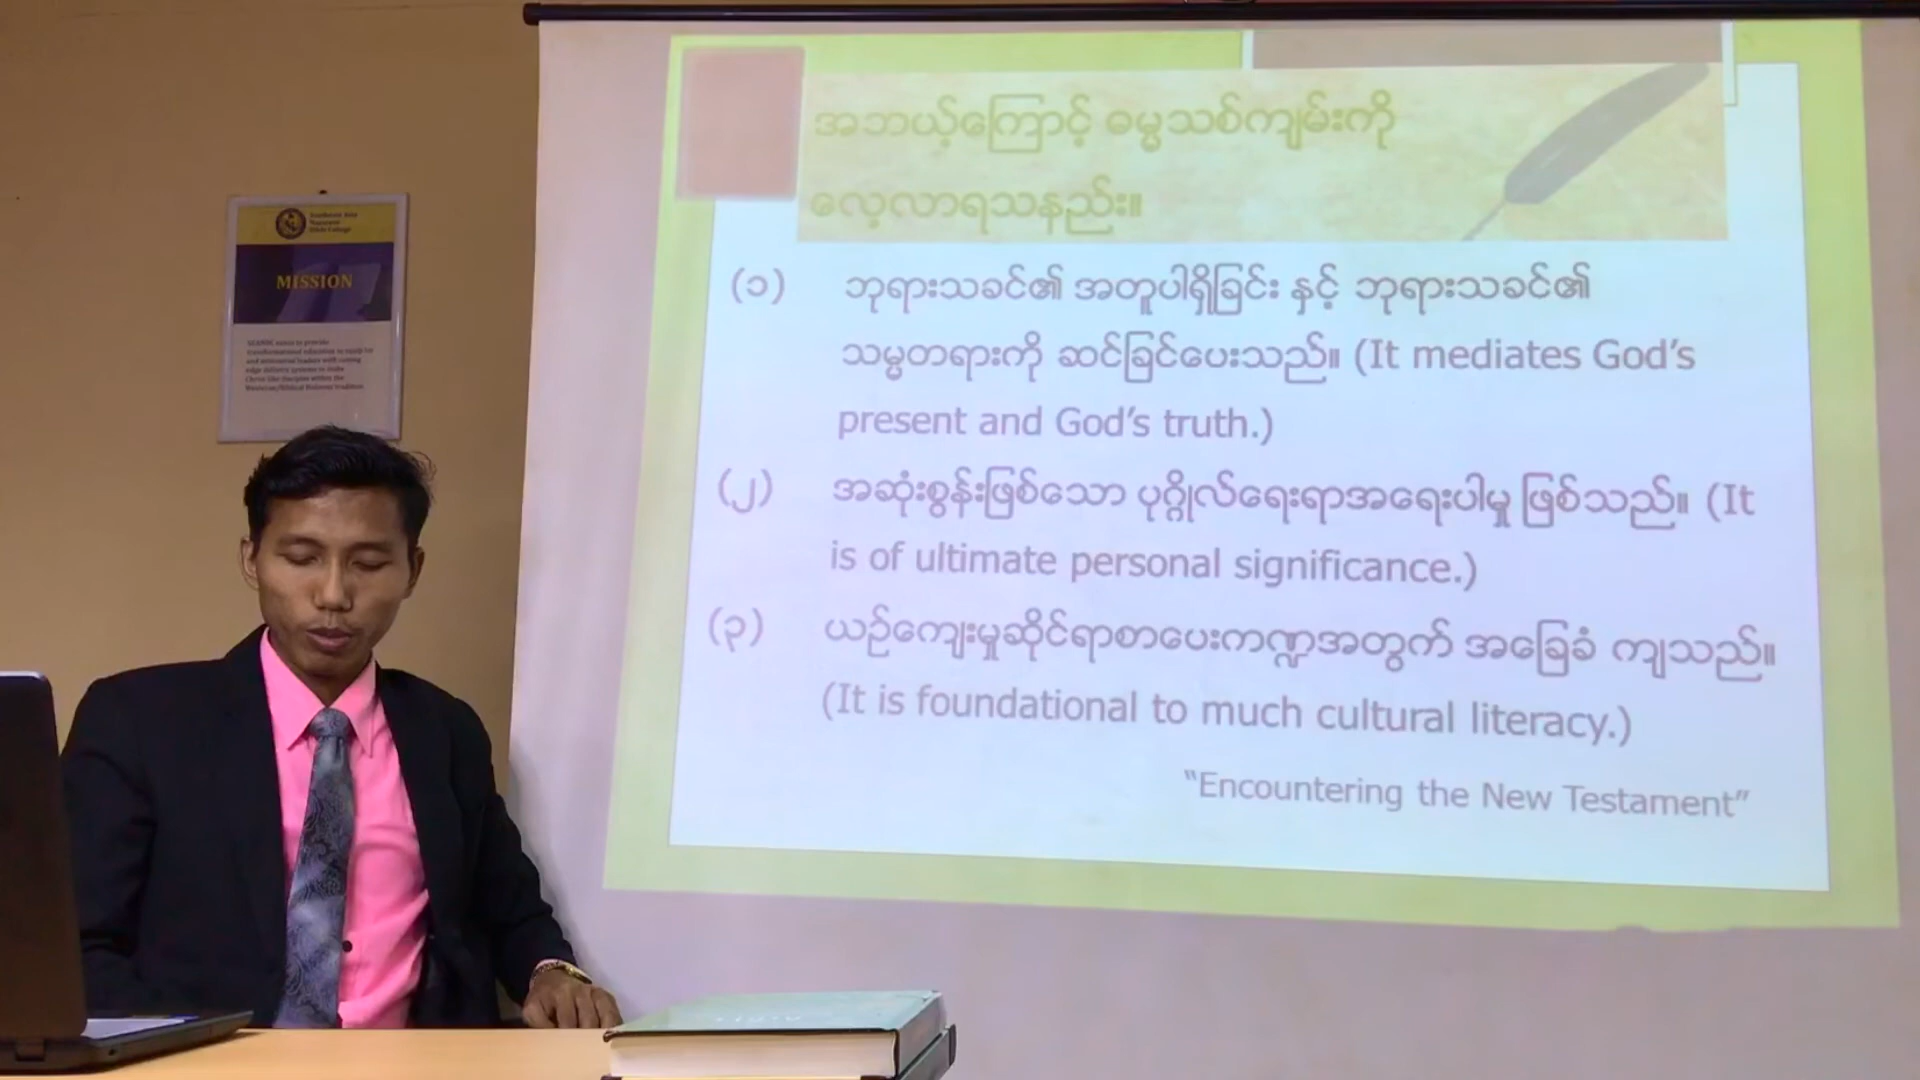 Southeast Asia
Nazarene
Bible College
MISSION
အဘယ့်ကြောင့် ဓမ္မသစ်ကျမ်းကို
လေ့လာရသနည်း။
(၁) ဘုရားသခင်၏ အတူပါရှိခြင်း နှင့် ဘုရားသခင်၏
သမ္မတရားကို ဆင်ခြင်ပေးသည်။ (It mediates God’s
present and God’s truth.)
(၂) အဆုံးစွန်းဖြစ်သော ပုဂ္ဂိုလ်ရေးရာအရေးပါမှု ဖြစ်သည်။ (It
is of ultimate personal significance.)
(၃) ယဉ်ကျေးမှုဆိုင်ရာစာပေးကဏ္ဍအတွက် အခြေခံ ကျသည်။
(It is foundational to much cultural literacy.)
“Encountering the New Testament”